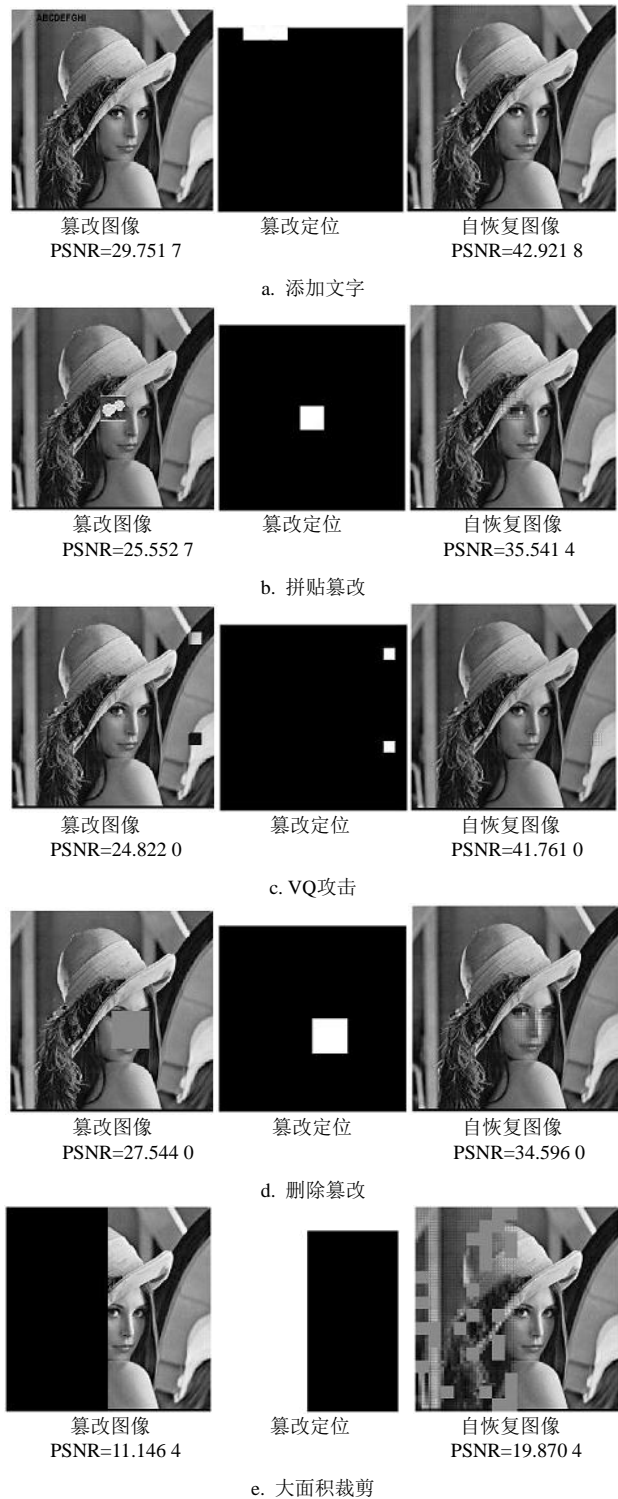 ABCDEFGHI
篡改图像 篡改定位 自恢复图像
PSNR=29.751 7 PSNR=42.921 8
a. 添加文字
篡改图像 篡改定位 自恢复图像
PSNR=25.552 7 PSNR=35.541 4
b. 拼贴篡改
篡改图像 篡改定位 自恢复图像
PSNR=24.822 0 PSNR=41.761 0
c. VQ攻击
篡改图像 篡改定位 自恢复图像
PSNR=27.544 0 PSNR=34.596 0
d. 删除篡改
篡改图像 篡改定位 自恢复图像
PSNR=11.146 4 PSNR=19.870 4
e. 大面积裁剪